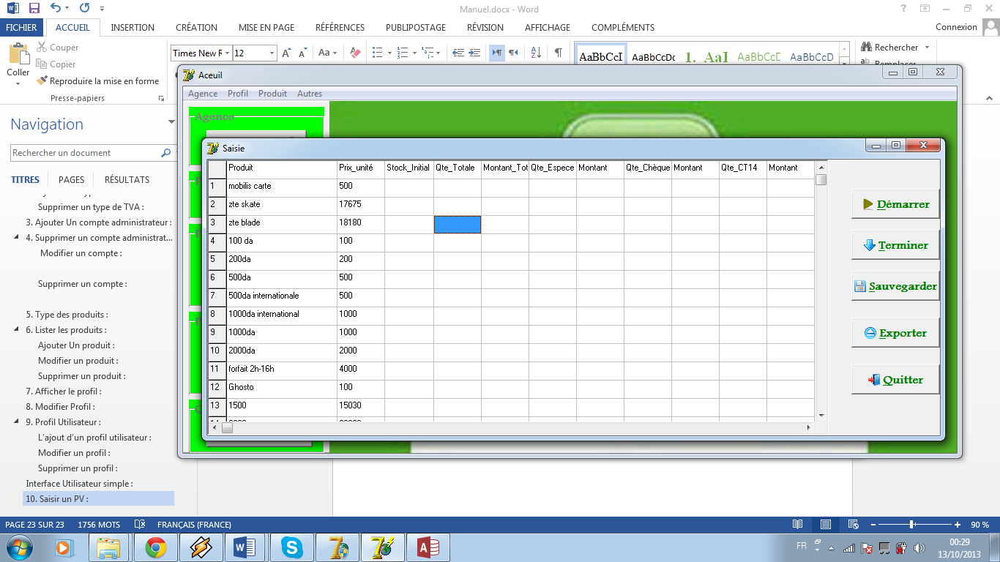 Manuel.docx - Word
FICHIER ACCUEIL INSERTION CRÉATION MISE EN PAGE RÉFÉRENCES PUBLIPOSTAGE RÉVISION AFFICHAGE COMPLÉMENTS Connexion
Coller
Couper
Copier
Reproduire la mise en forme
Presse-papiers
Times New R 12
AaBbCcI AaBbCcDc 1. AaI AaBbCcD AaBbCcD
Rechercher
Remplacer
Navigation
Rechercher un document
TITRES PAGES RÉSULTATS
Supprimer un type de TVA :
3. Ajouter Un compte administrateur :
4. Supprimer un compte administrat...
Modifier un compte :
Supprimer un compte :
5. Type des produits :
6. Lister les produits :
Ajouter Un produit :
Modifier un produit :
Supprimer un produit :
7. Afficher le profil :
8. Modifier Profil :
9. Profil Utilisateur :
L'ajout d'un profil utilisateur :
Modifier un profil :
Supprimer un profil :
Interface Utilisateur simple :
10. Saisir un PV :
Aceuil
Agence Profil Produit Autres
Agence
Saisie
Produit Prix_unité Stock_Initial Qte_Totale Montant_Tot Qte_Espece Montant Qte_Chèque Montant Qte_CT14 Montant
1 mobilis carte 500
2 zte skate 17675
3 zte blade 18180
4 100 da 100
5 200da 200
6 500da 500
7 500da internationale 500
8 1000da international 1000
9 1000da 1000
10 2000da 2000
11 forfait 2h-16h 4000
12 Ghosto 100
13 1500 15030
Démarrer
Terminer
Sauvegarder
Exporter
Quitter
PAGE 23 SUR 23 1756 MOTS FRANÇAIS (FRANCE) 90 %
FR
00:29
13/10/2013